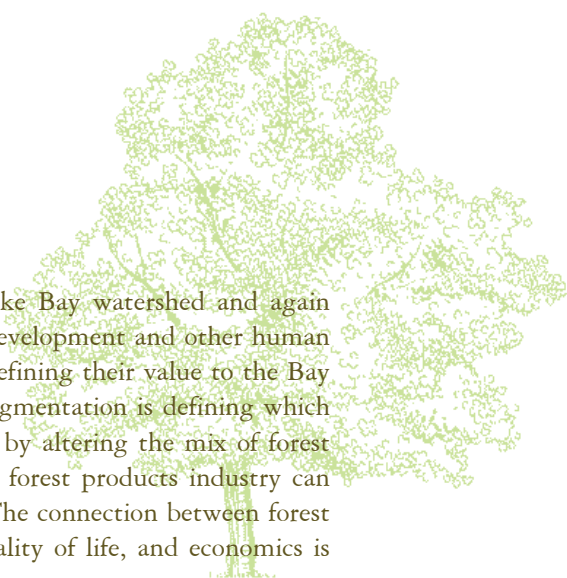 ke Bay watershed and again
evelopment and other human
efining their value to the Bay
gmentation is defining which
by altering the mix of forest
forest products industry can
The connection between forest
ality of life, and economics is